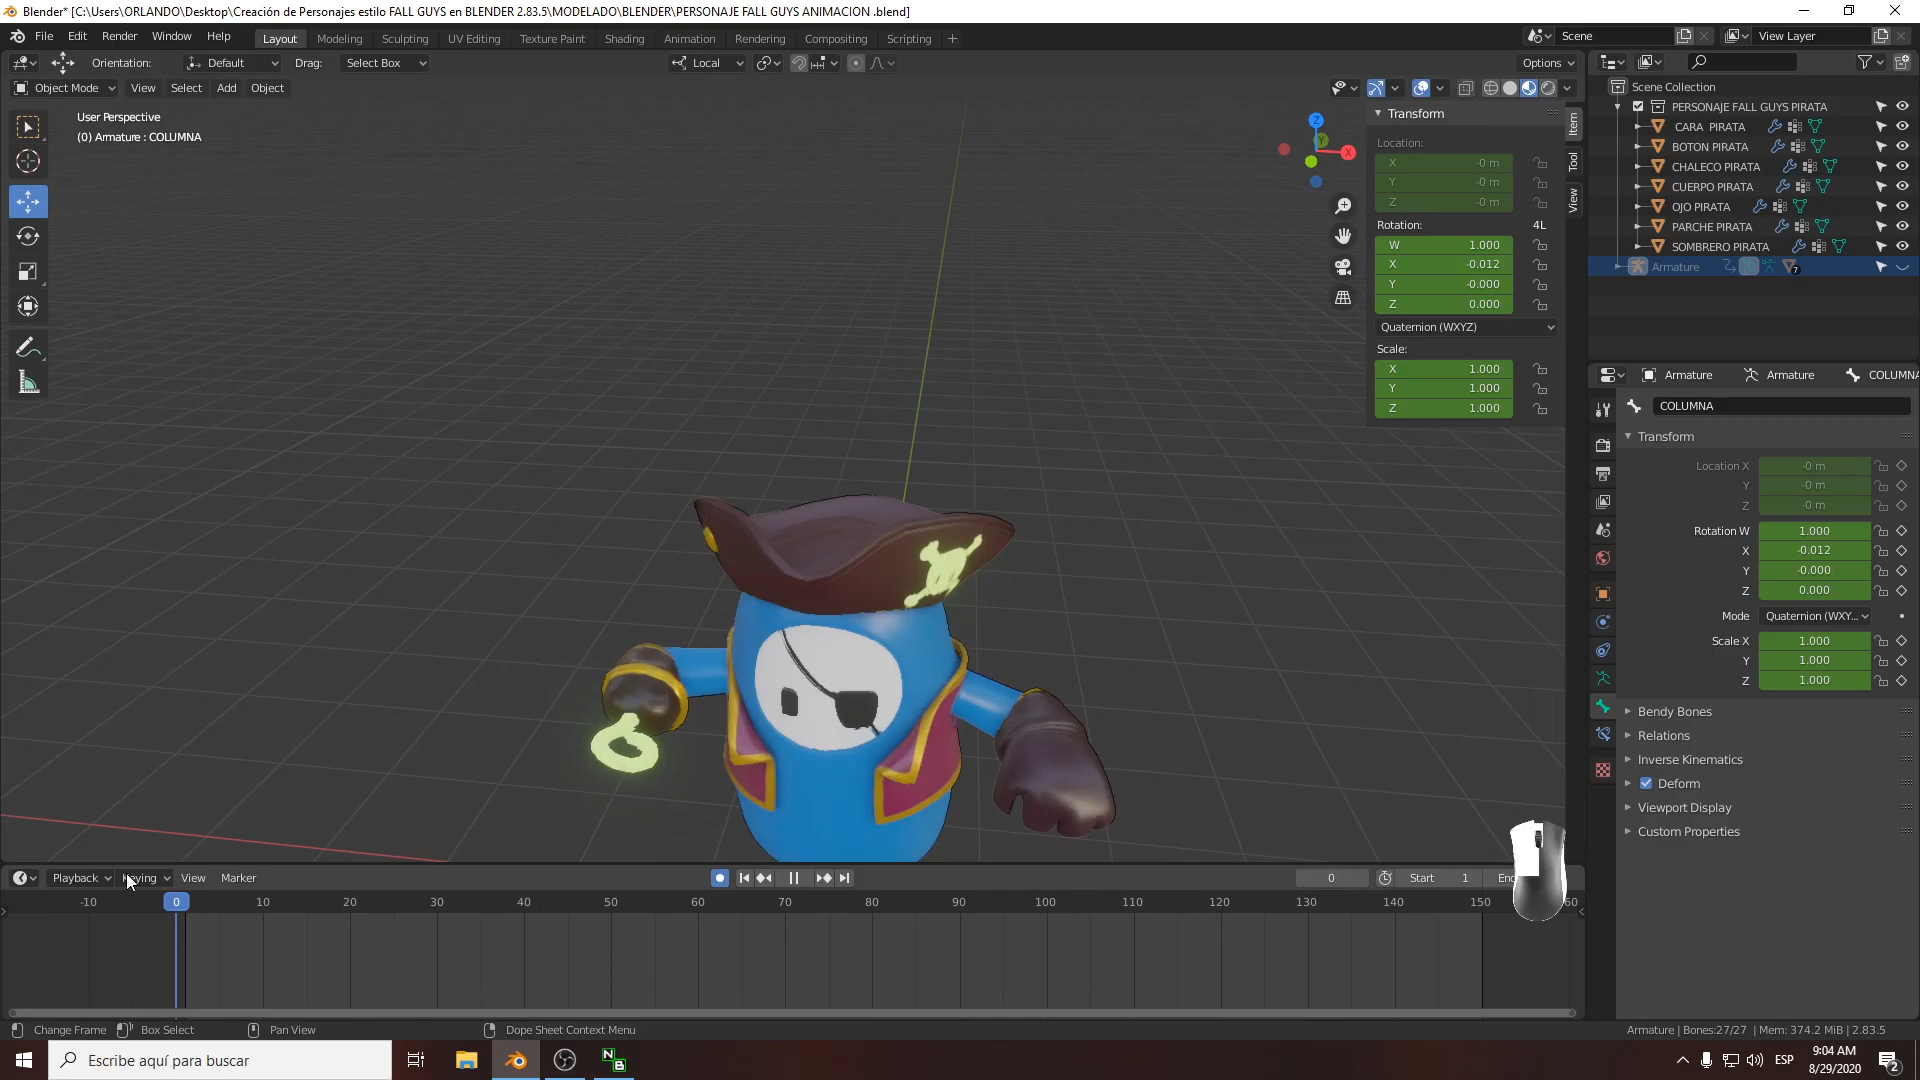 Blender* [C:\Users\ORLANDO\Desktop\Creación de Personajes estilo FALL GUYS en BLENDER 2.83.5\MODELADO\BLENDER\PERSONAJE FALL GUYS ANIMACION .blend]
File Edit Render Window Help Layout Modeling Sculpting UV Editing Texture Paint Shading Animation Rendering Compositing Scripting + Scene View Layer
Orientation: Default Drag: Select Box Local Options
Object Mode View Select Add Object
User Perspective
(0) Armature : COLUMNA
Z
Y
X
Transform
Location:
X -0 m
Y -0 m
Z -0 m
Rotation: 4L
W 1.000
X -0.012
Y -0.000
Z 0.000
Quaternion (WXYZ)
Scale:
X 1.000
Y 1.000
Z 1.000
Item
Tool
View
Scene Collection
PERSONAJE FALL GUYS PIRATA
CARA PIRATA
BOTON PIRATA
CHALECO PIRATA
CUERPO PIRATA
OJO PIRATA
PARCHE PIRATA
SOMBRERO PIRATA
Armature 7
Armature Armature COLUMNA
COLUMNA
Transform
Location X -0 m
Y -0 m
Z -0 m
Rotation W 1.000
X -0.012
Y -0.000
Z 0.000
Mode Quaternion (WXY...
Scale X 1.000
Y 1.000
Z 1.000
Bendy Bones
Relations
Inverse Kinematics
Deform
Viewport Display
Custom Properties
Playback Keying View Marker 0 Start 1
-10 0 10 20 30 40 50 60 70 80 90 100 110 120 130 140 150 60
Change Frame Box Select Pan View Dope Sheet Context Menu Armature | Bones:27/27 | Mem: 374.2 MiB | 2.83.5
Escribe aquí para buscar
N B
ESP
9:04 AM
8/29/2020
2